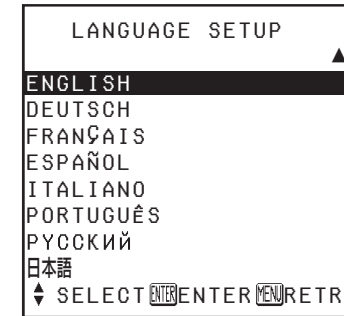 LANGUAGE SETUP
▲
ENGLISH
DEUTSCH
FRANÇAIS
ESPAÑOL
ITALIANO
PORTUGUÊS
РУССКИЙ
日本語
♦ SELECT ENTER ENTER MENU RETR